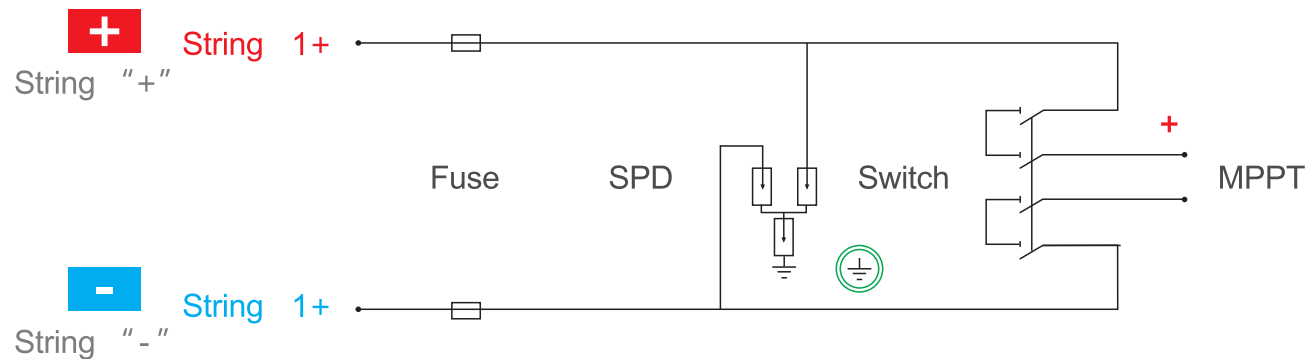 +
String 1+
String “+”
+
Fuse SPD Switch MPPT
-
String 1+
String “-”